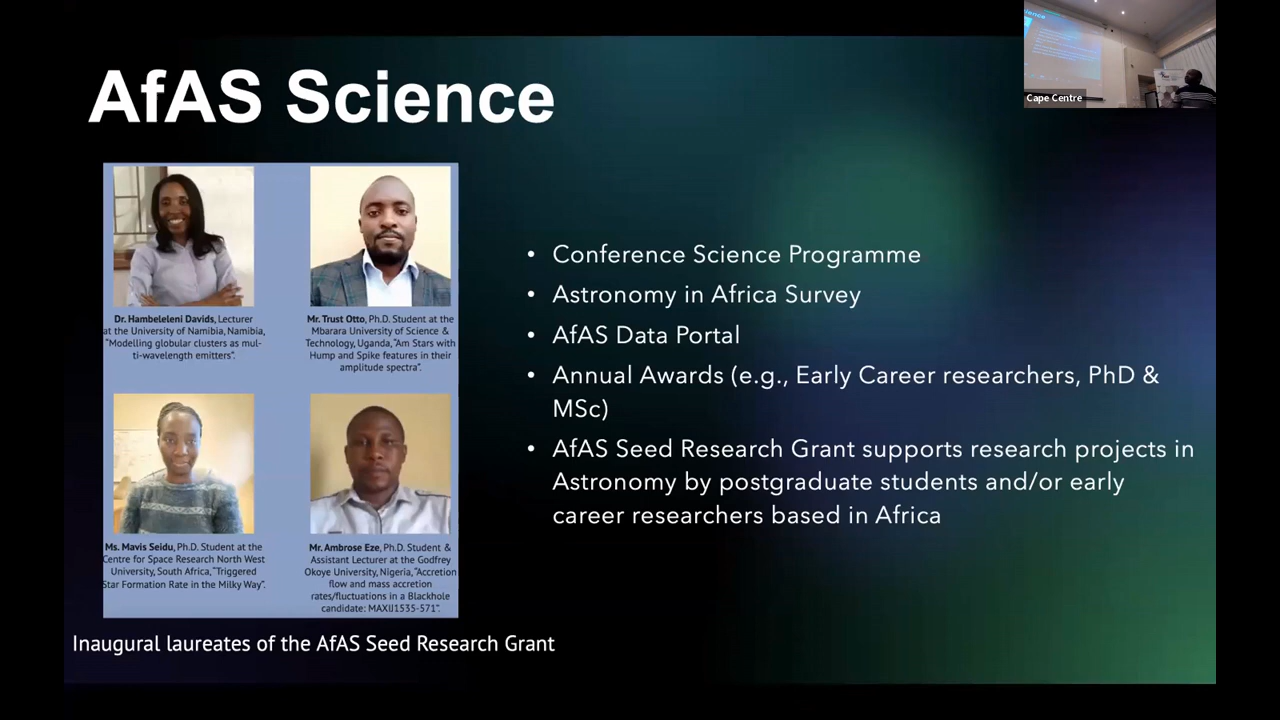 AfAS Science
Cape Centre
Dr. Hambeleleni Davids, Lecturer
at the University of Namibia, Namibia,
"Modelling globular clusters as mul-
ti-wavelength emitters".
Mr. Trust Otto, Ph.D. Student at the
Mbarara University of Science &
Technology, Uganda, "Am Stars with
Hump and Spike features in their
amplitude spectra".
Ms. Mavis Seidu, Ph.D. Student at the
Centre for Space Research North West
University, South Africa, "Triggered
Star Formation Rate in the Milky Way".
Mr. Ambrose Eze, Ph.D. Student &
Assistant Lecturer at the Godfrey
Okoye University, Nigeria, "Accretion
flow and mass accretion
rates/fluctuations in a Blackhole
candidate: MAXIJ1535-571".
Inaugural laureates of the AfAS Seed Research Grant
• Conference Science Programme
• Astronomy in Africa Survey
• AfAS Data Portal
• Annual Awards (e.g., Early Career researchers, PhD &
MSc)
• AfAS Seed Research Grant supports research projects in
Astronomy by postgraduate students and/or early
career researchers based in Africa